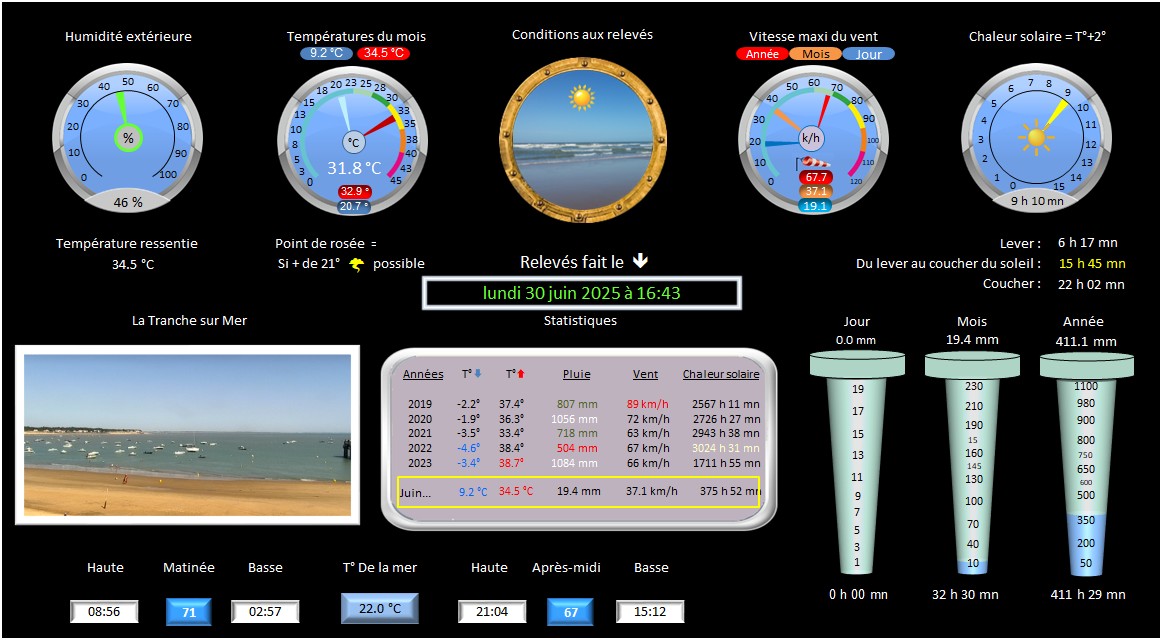 Humidité extérieure
Températures du mois
9.2 °C 34.5 °C
Conditions aux relevés
Vitesse maxi du vent
Année Mois Jour
Chaleur solaire = T°+2°
0 10 20 30 40 50 60 70 80 90 100
%
46 %
0 3 5 8 10 13 15 18 20 23 25 28 30 33 35 38 40 43 45
°C
31.8 °C
32.9 °
20.7 °
0 10 20 30 40 50 60 70 80 90 100 110 120
k/h
67.7
37.1
19.1
0 1 2 3 4 5 6 7 8 9 10 11 12 13 14 15
9 h 10 mn
Température ressentie
34.5 °C
Point de rosée =
Si + de 21° possible
Relevés fait le
lundi 30 juin 2025 à 16:43
Lever : 6 h 17 mn
Du lever au coucher du soleil : 15 h 45 mn
Coucher : 22 h 02 mn
La Tranche sur Mer
Statistiques
Années T° T° Pluie Vent Chaleur solaire
2019 -2.2° 37.4° 807 mm 89 km/h 2567 h 11 mn
2020 -1.9° 36.3° 1056 mm 72 km/h 2726 h 27 mn
2021 -3.5° 33.4° 718 mm 63 km/h 2943 h 38 mn
2022 -4.6° 38.4° 504 mm 67 km/h 3024 h 31 mn
2023 -3.4° 38.7° 1084 mm 66 km/h 1711 h 55 mn
Juin... 9.2 °C 34.5 °C 19.4 mm 37.1 km/h 375 h 52 mn
Jour
0.0 mm
19
17
15
13
11
9
7
5
3
1
0 h 00 mn
Mois
19.4 mm
230
210
190
15
160
145
130
100
70
40
10
32 h 30 mn
Année
411.1 mm
1100
980
900
800
750
650
600
500
350
200
50
411 h 29 mn
Haute Matinée Basse
08:56 71 02:57
T° De la mer
22.0 °C
Haute Après-midi Basse
21:04 67 15:12